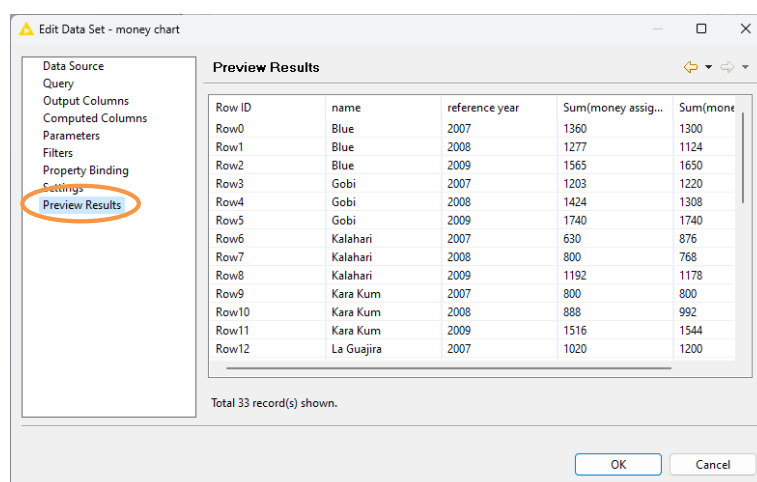 Edit Data Set - money chart
Data Source
Query
Output Columns
Computed Columns
Parameters
Filters
Property Binding
Settings
Preview Results
Preview Results
Row ID name reference year Sum(money assig... Sum(mone
Row0 Blue 2007 1360 1300
Row1 Blue 2008 1277 1124
Row2 Blue 2009 1565 1650
Row3 Gobi 2007 1203 1220
Row4 Gobi 2008 1424 1308
Row5 Gobi 2009 1740 1740
Row6 Kalahari 2007 630 876
Row7 Kalahari 2008 800 768
Row8 Kalahari 2009 1192 1178
Row9 Kara Kum 2007 800 800
Row10 Kara Kum 2008 888 992
Row11 Kara Kum 2009 1516 1544
Row12 La Guajira 2007 1020 1200
Total 33 record(s) shown.
OK Cancel